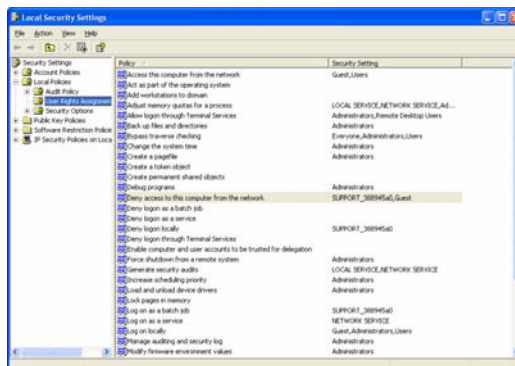 Local Security Settings
File Action View Help
Security Settings
Account Policies
Local Policies
Audit Policy
User Rights Assignmen
Security Options
Public Key Policies
Software Restriction Policie
IP Security Policies on Loca
Policy Security Setting
Access this computer from the network Guest,Users
Act as part of the operating system
Add workstations to domain
Adjust memory quotas for a process LOCAL SERVICE,NETWORK SERVICE,Ad...
Allow logon through Terminal Services Administrators,Remote Desktop Users
Back up files and directories Administrators
Bypass traverse checking Everyone,Administrators,Users
Change the system time Administrators
Create a pagefile Administrators
Create a token object
Create permanent shared objects
Debug programs Administrators
Deny access to this computer from the network SUPPORT_388945a0,Guest
Deny logon as a batch job
Deny logon as a service
Deny logon locally SUPPORT_388945a0
Deny logon through Terminal Services
Enable computer and user accounts to be trusted for delegation
Force shutdown from a remote system Administrators
Generate security audits LOCAL SERVICE,NETWORK SERVICE
Increase scheduling priority Administrators
Load and unload device drivers Administrators
Lock pages in memory
Log on as a batch job SUPPORT_388945a0
Log on as a service NETWORK SERVICE
Log on locally Guest,Administrators,Users
Manage auditing and security log Administrators
Modify firmware environment values Administrators